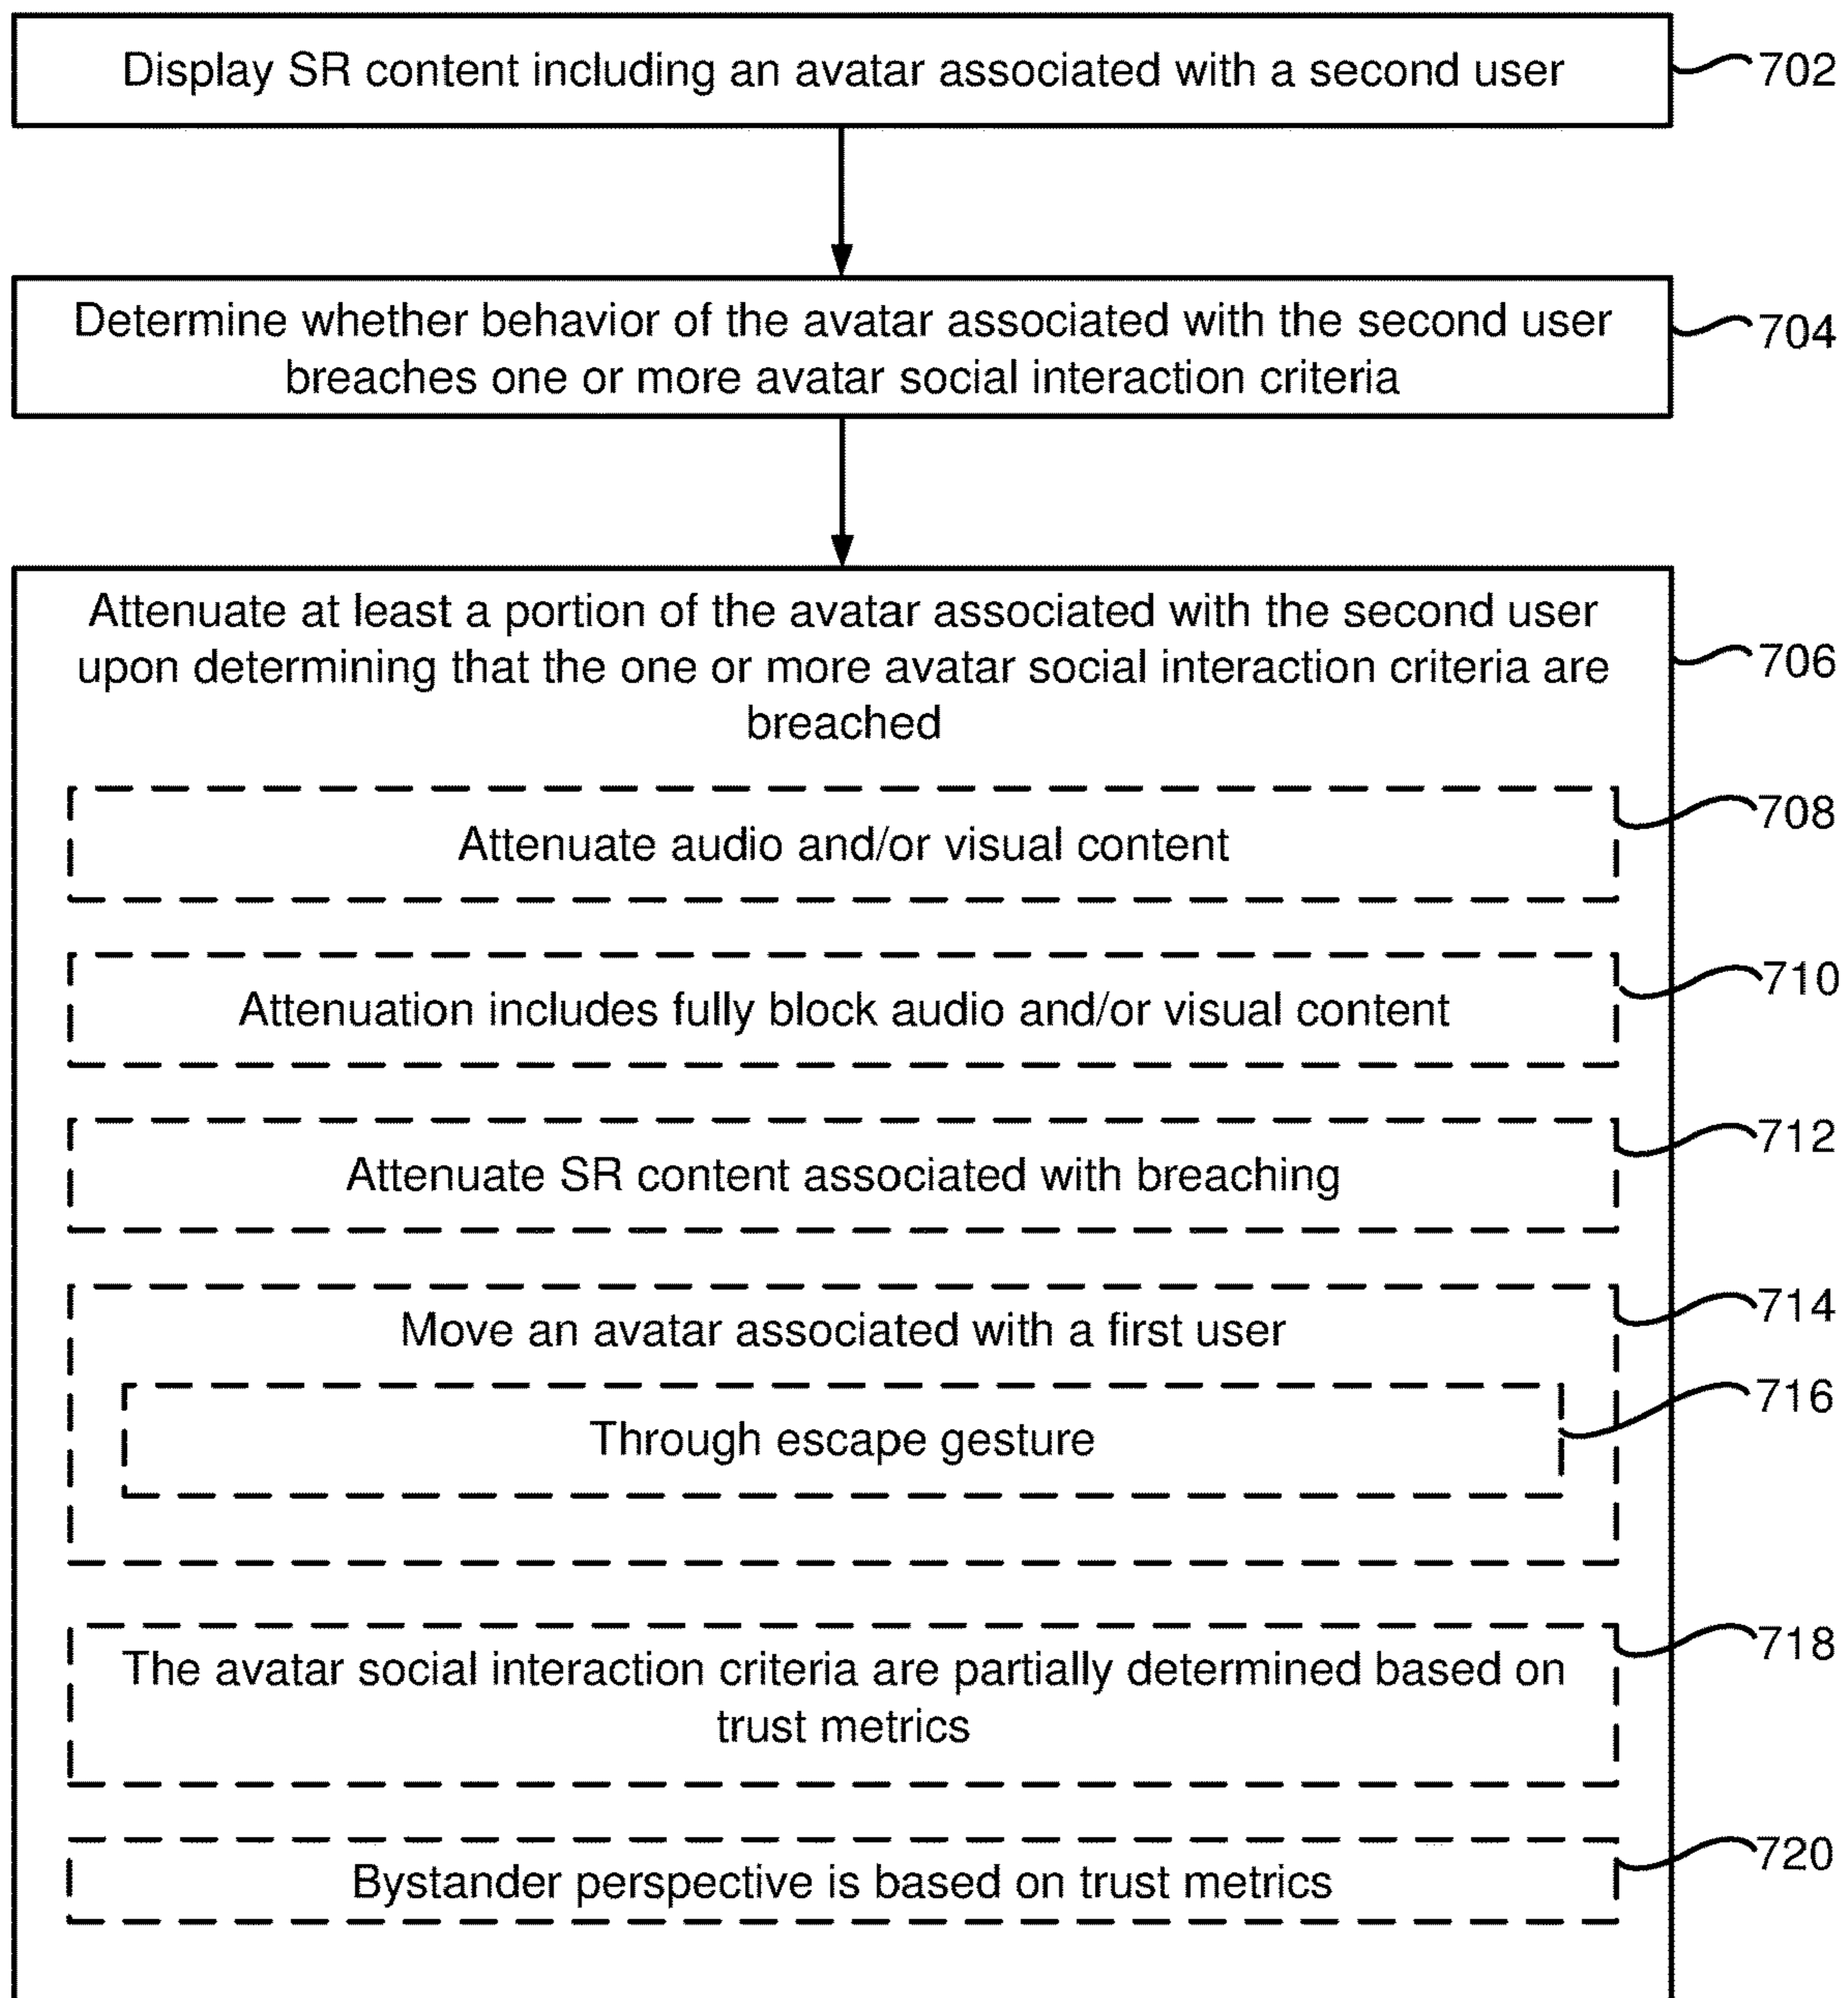 Display SR content including an avatar associated with a second user
702
Determine whether behavior of the avatar associated with the second user
breaches one or more avatar social interaction criteria
704
Attenuate at least a portion of the avatar associated with the second user
upon determining that the one or more avatar social interaction criteria are
breached
706
Attenuate audio and/or visual content
708
Attenuation includes fully block audio and/or visual content
710
Attenuate SR content associated with breaching
712
Move an avatar associated with a first user
714
Through escape gesture
716
The avatar social interaction criteria are partially determined based on
trust metrics
718
Bystander perspective is based on trust metrics
720